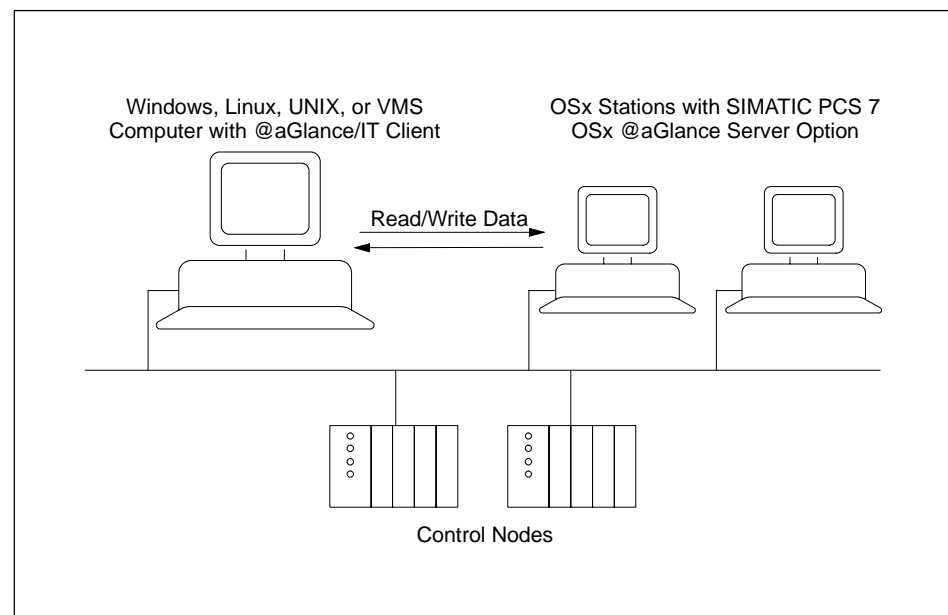 Windows, Linux, UNIX, or VMS
Computer with @aGlance/IT Client
OSx Stations with SIMATIC PCS 7
OSx @aGlance Server Option
Read/Write Data
Control Nodes